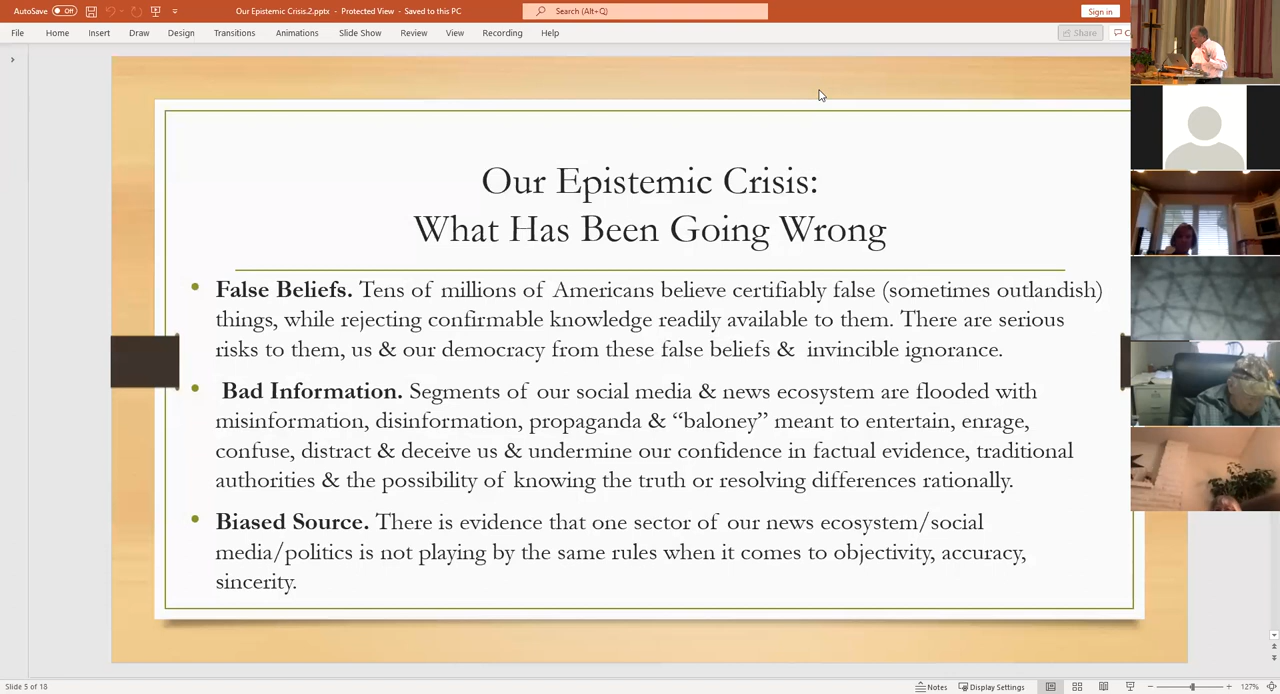 AutoSave Off Our Epistemic Crisis.2.pptx - Protected View - Saved to this PC Search (Alt+Q) Sign in
File Home Insert Draw Design Transitions Animations Slide Show Review View Recording Help Share
Our Epistemic Crisis:
What Has Been Going Wrong
• False Beliefs. Tens of millions of Americans believe certifiably false (sometimes outlandish)
things, while rejecting confirmable knowledge readily available to them. There are serious
risks to them, us & our democracy from these false beliefs & invincible ignorance.
• Bad Information. Segments of our social media & news ecosystem are flooded with
misinformation, disinformation, propaganda & “baloney” meant to entertain, enrage,
confuse, distract & deceive us & undermine our confidence in factual evidence, traditional
authorities & the possibility of knowing the truth or resolving differences rationally.
• Biased Source. There is evidence that one sector of our news ecosystem/social
media/politics is not playing by the same rules when it comes to objectivity, accuracy,
sincerity.
Slide 5 of 18 Notes Display Settings 127%